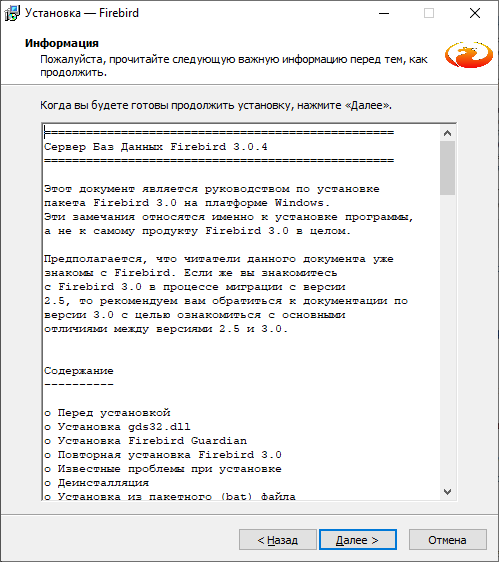 Установка — Firebird
Информация
Пожалуйста, прочитайте следующую важную информацию перед тем, как
продолжить.
Когда вы будете готовы продолжить установку, нажмите «Далее».
==================================================
Сервер Баз Данных Firebird 3.0.4
==================================================
Этот документ является руководством по установке
пакета Firebird 3.0 на платформе Windows.
Эти замечания относятся именно к установке программы,
а не к самому продукту Firebird 3.0 в целом.
Предполагается, что читатели данного документа уже
знакомы с Firebird. Если же вы знакомитесь
с Firebird 3.0 в процессе миграции с версии
2.5, то рекомендуем вам обратиться к документации по
версии 3.0 с целью ознакомиться с основными
отличиями между версиями 2.5 и 3.0.
Содержание
----------
o Перед установкой
o Установка gds32.dll
o Установка Firebird Guardian
o Повторная установка Firebird 3.0
o Известные проблемы при установке
o Деинсталляция
o Установка из пакетного (bat) файла
< Назад
Далее >
Отмена